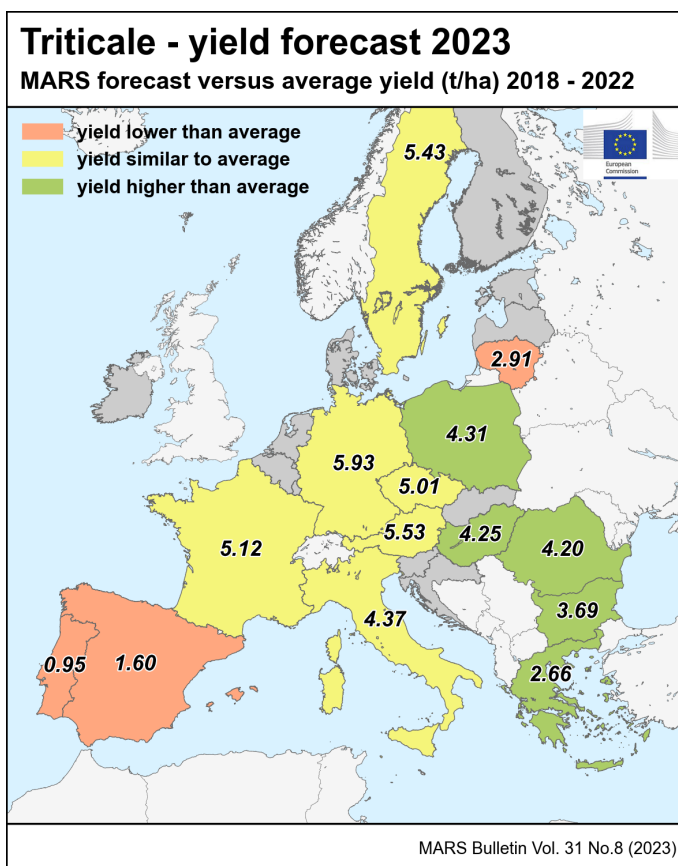 Triticale - yield forecast 2023
MARS forecast versus average yield (t/ha) 2018 - 2022
yield lower than average
yield similar to average
yield higher than average
European
Commission
5.43
2.91
4.31
5.93
5.01
5.53
4.25
4.20
5.12
4.37
3.69
0.95
1.60
2.66
MARS Bulletin Vol. 31 No.8 (2023)